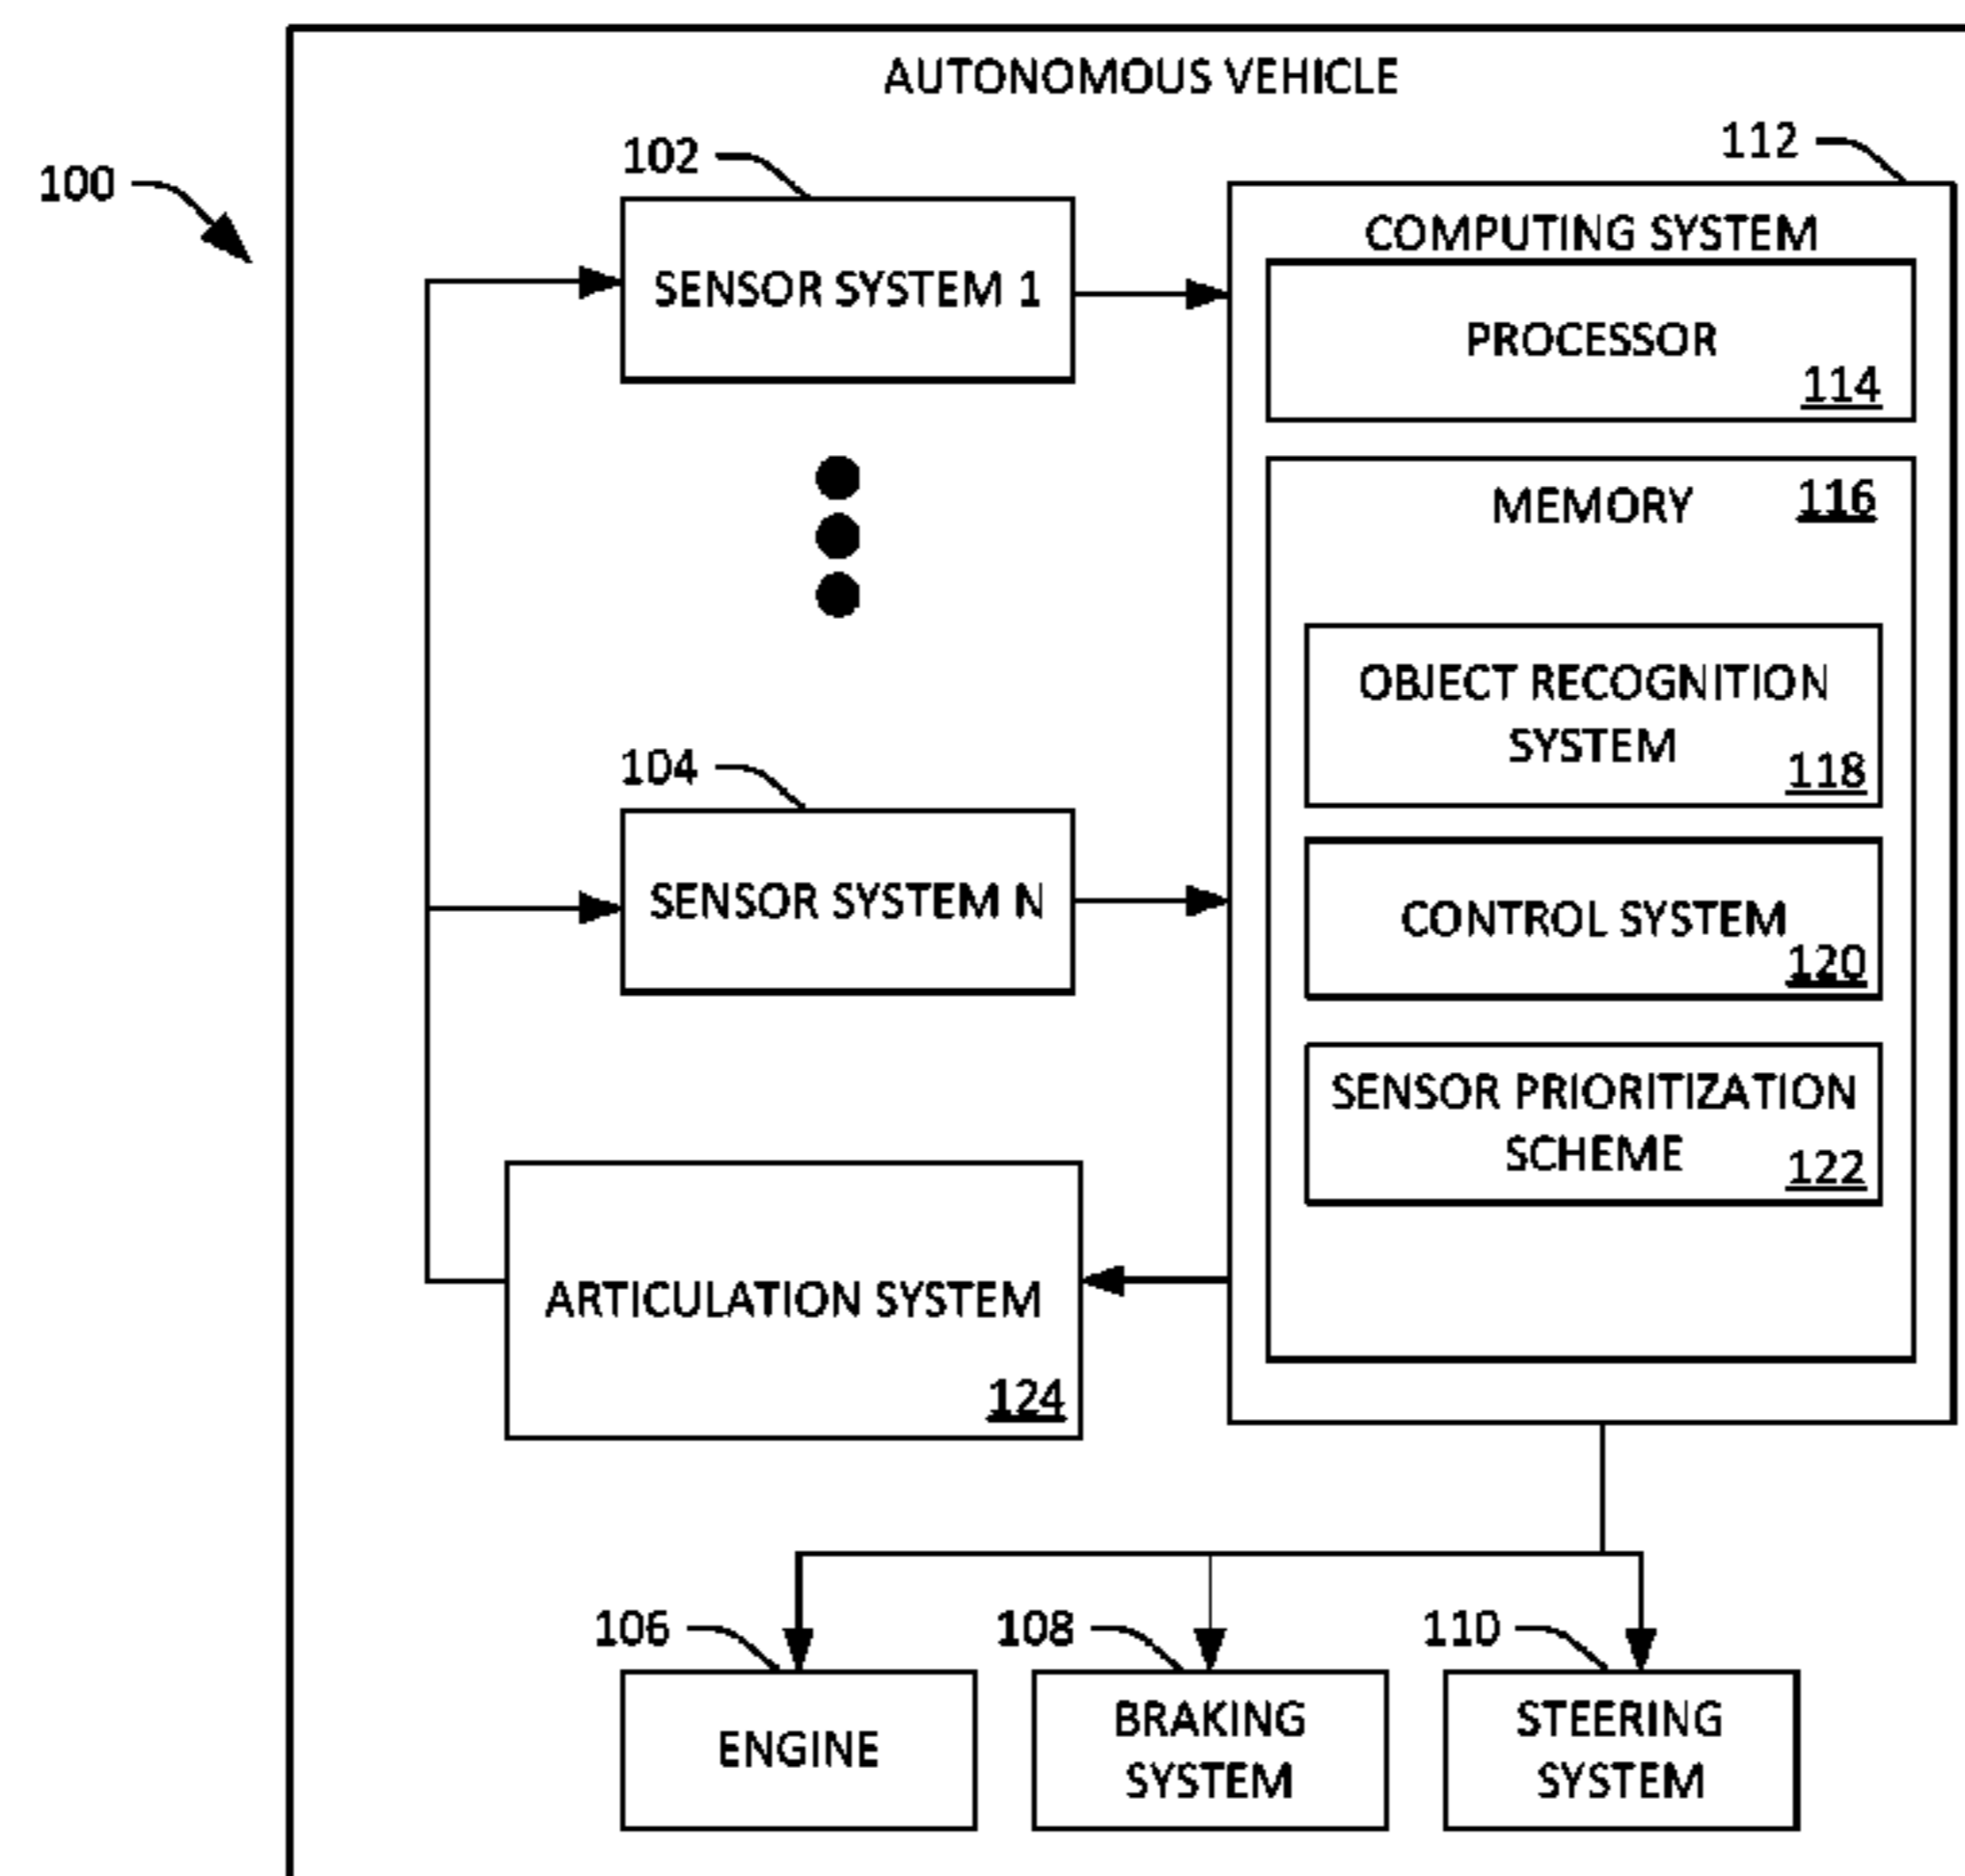 AUTONOMOUS VEHICLE
100
102
112
SENSOR SYSTEM 1
COMPUTING SYSTEM
PROCESSOR
114
MEMORY
116
OBJECT RECOGNITION
SYSTEM
118
104
SENSOR SYSTEM N
CONTROL SYSTEM
120
SENSOR PRIORITIZATION
SCHEME
122
ARTICULATION SYSTEM
124
106
108
110
ENGINE
BRAKING
SYSTEM
STEERING
SYSTEM